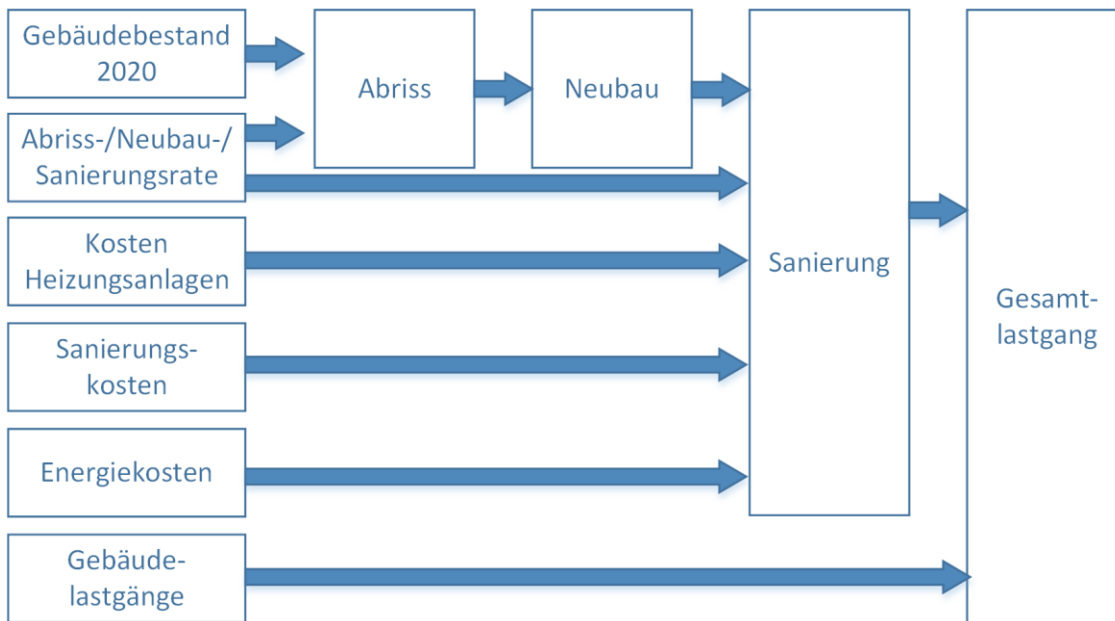 Gebäudebestand
2020
Abriss-/Neubau-/
Sanierungsrate
Kosten
Heizungsanlagen
Sanierungs-
kosten
Energiekosten
Gebäude-
lastgänge
Abriss
Neubau
Sanierung
Gesamt-
lastgang